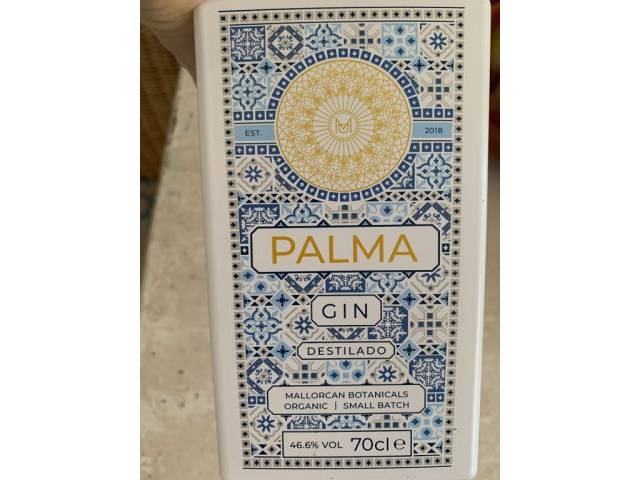 EST. 2018
PALMA
GIN
DESTILADO
MALLORCAN BOTANICALS
ORGANIC | SMALL BATCH
46.6% VOL 70cl ℮